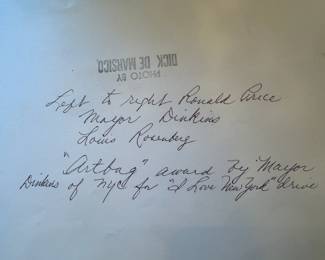 PHOTO BY
DICK DE MARSICO
Left to right Ronald Price
Mayor Dinkins
Louis Rosenberg
"Artbag" award by Mayor
Dinkins of NYC for "I Love New York" drive